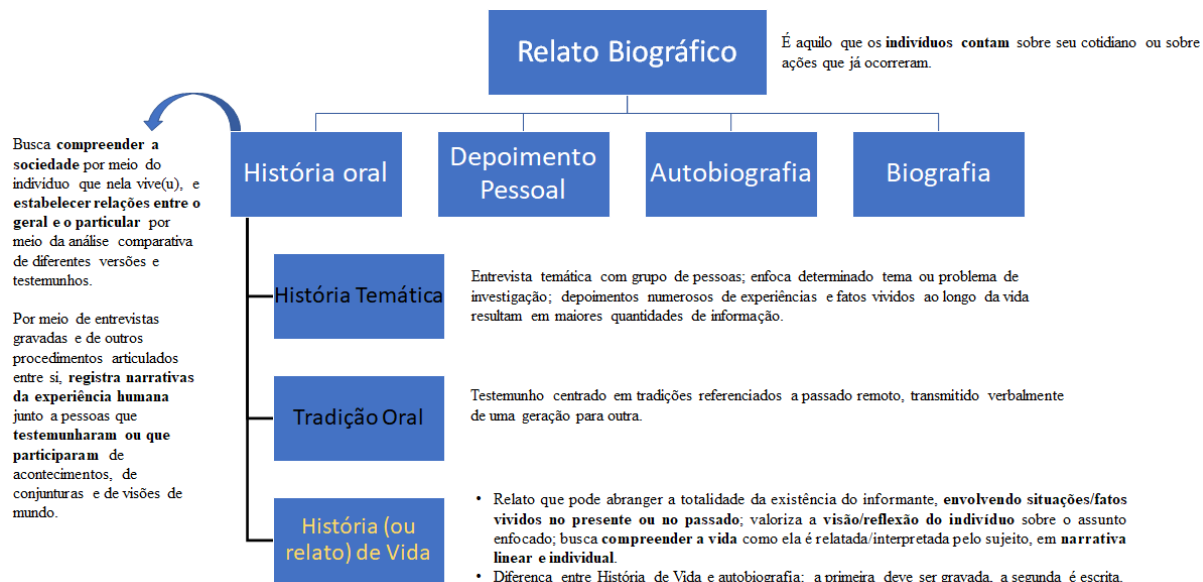 Relato Biográfico
É aquilo que os indivíduos contam sobre seu cotidiano ou sobre
ações que já ocorreram.
História oral
Depoimento
Pessoal
Autobiografia
Biografia
Busca compreender a
sociedade por meio do
indivíduo que nela vive(u), e
estabelecer relações entre o
geral e o particular por
meio da análise comparativa
de diferentes versões e
testemunhos.
Por meio de entrevistas
gravadas e de outros
procedimentos articulados
entre si, registra narrativas
da experiência humana
junto a pessoas que
testemunharam ou que
participaram de
acontecimentos, de
conjunturas e de visões de
mundo.
História Temática
Entrevista temática com grupo de pessoas; enfoca determinado tema ou problema de
investigação; depoimentos numerosos de experiências e fatos vividos ao longo da vida
resultam em maiores quantidades de informação.
Tradição Oral
Testemunho centrado em tradições referenciados a passado remoto, transmitido verbalmente
de uma geração para outra.
História (ou
relato) de Vida
• Relato que pode abranger a totalidade da existência do informante, envolvendo situações/fatos
vividos no presente ou no passado; valoriza a visão/reflexão do indivíduo sobre o assunto
enfocado; busca compreender a vida como ela é relatada/interpretada pelo sujeito, em narrativa
linear e individual.
• Diferença entre História de Vida e autobiografia: a primeira deve ser gravada, a segunda é escrita.